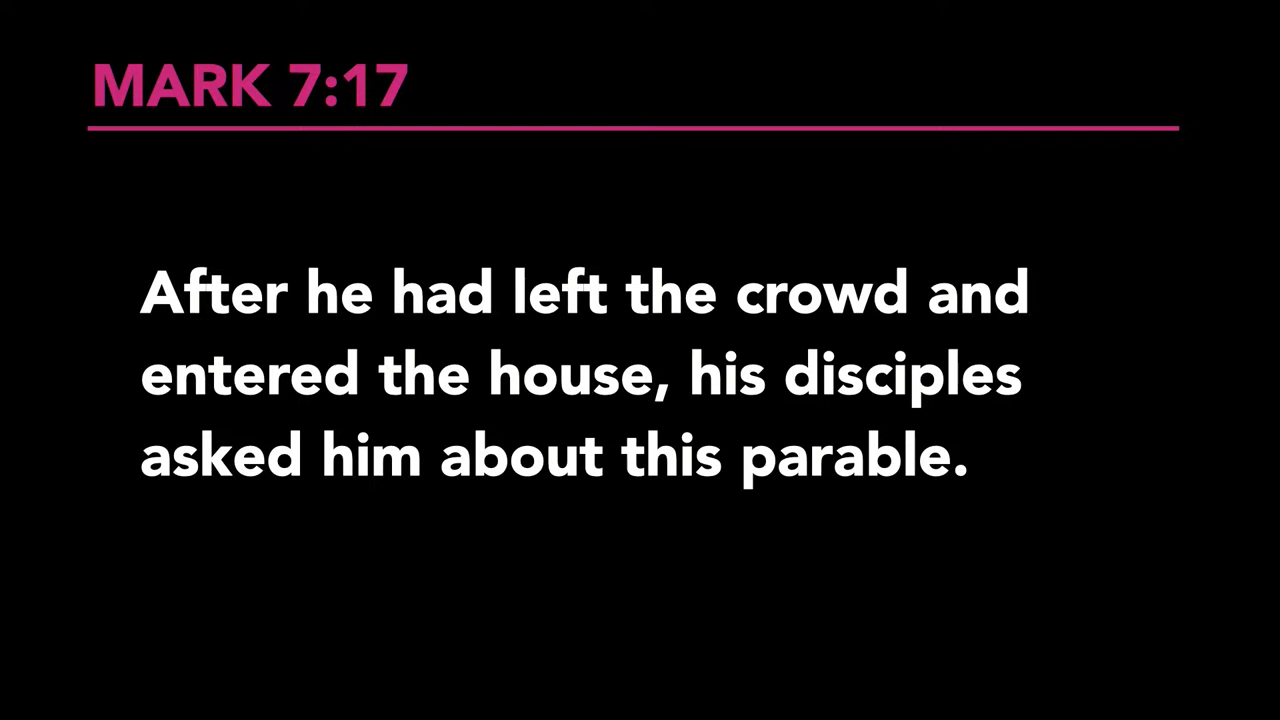 MARK 7:17
After he had left the crowd and
entered the house, his disciples
asked him about this parable.